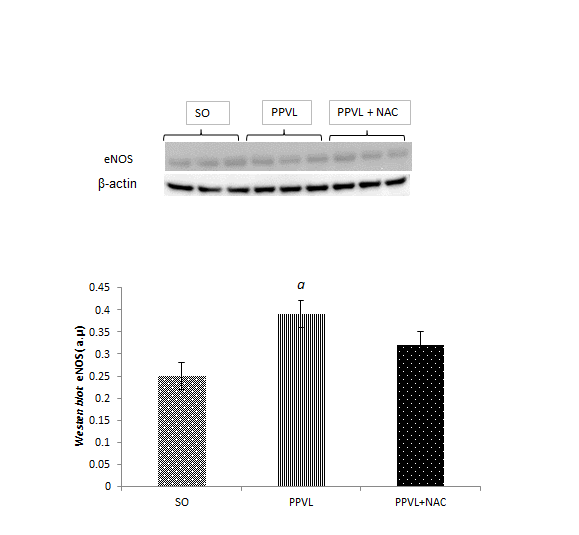 SO PPVL PPVL + NAC
eNOS
β-actin
a
0.45
0.4
0.35
0.3
0.25
0.2
0.15
0.1
0.05
0
Westen blot eNOS( a.µ)
SO PPVL PPVL+NAC